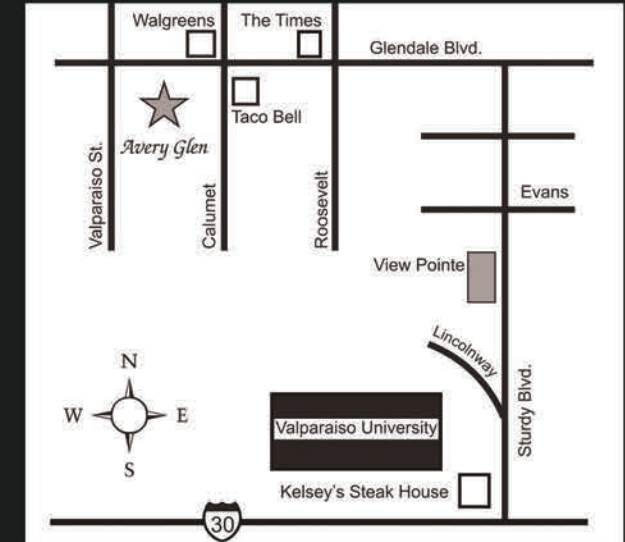 Walgreens
The Times
Glendale Blvd.
Taco Bell
Avery Glen
Valparaiso St.
Calumet
Roosevelt
Evans
View Pointe
Lincolnway
Sturdy Blvd.
N
W E
S
Valparaiso University
Kelsey's Steak House
30